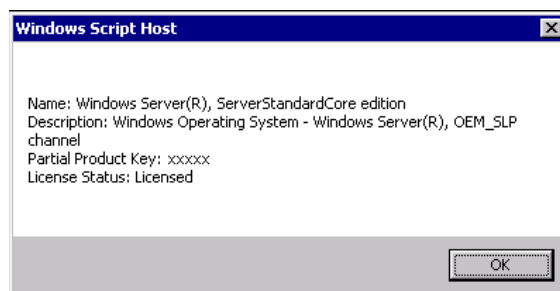 Windows Script Host
Name: Windows Server(R), ServerStandardCore edition
Description: Windows Operating System - Windows Server(R), OEM_SLP
channel
Partial Product Key: xxxxx
License Status: Licensed
OK